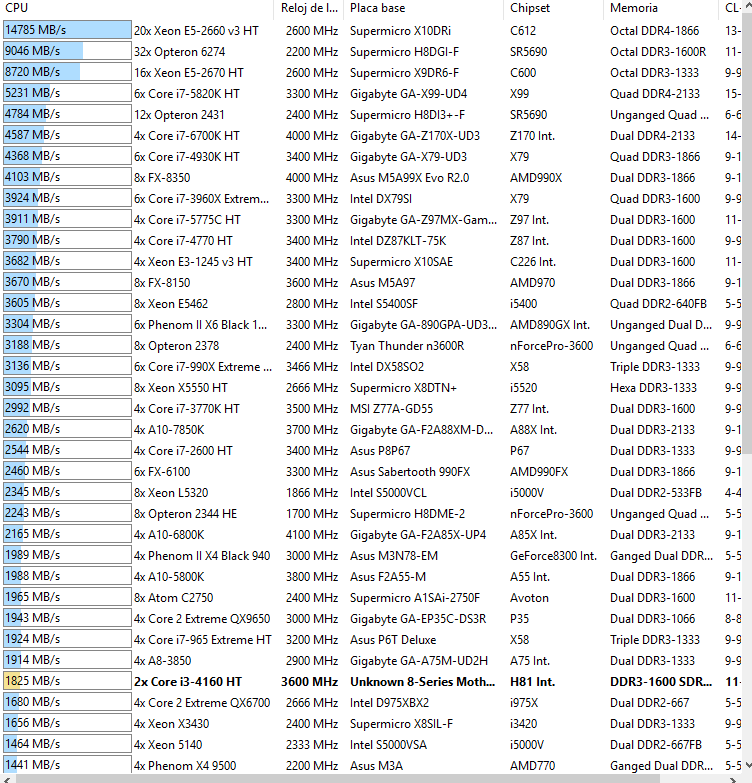 CPU Reloj de l... Placa base Chipset Memoria CL-
14785 MB/s 20x Xeon E5-2660 v3 HT 2600 MHz Supermicro X10DRi C612 Octal DDR4-1866 13-
9046 MB/s 32x Opteron 6274 2200 MHz Supermicro H8DGI-F SR5690 Octal DDR3-1600R 11-
8720 MB/s 16x Xeon E5-2670 HT 2600 MHz Supermicro X9DR6-F C600 Octal DDR3-1333 9-9
5231 MB/s 6x Core i7-5820K HT 3300 MHz Gigabyte GA-X99-UD4 X99 Quad DDR4-2133 15-
4784 MB/s 12x Opteron 2431 2400 MHz Supermicro H8DI3+-F SR5690 Unganged Quad ... 6-6
4587 MB/s 4x Core i7-6700K HT 4000 MHz Gigabyte GA-Z170X-UD3 Z170 Int. Dual DDR4-2133 14-
4368 MB/s 6x Core i7-4930K HT 3400 MHz Gigabyte GA-X79-UD3 X79 Quad DDR3-1866 9-1
4103 MB/s 8x FX-8350 4000 MHz Asus M5A99X Evo R2.0 AMD990X Dual DDR3-1866 9-1
3924 MB/s 6x Core i7-3960X Extrem... 3300 MHz Intel DX79SI X79 Quad DDR3-1600 9-9
3911 MB/s 4x Core i7-5775C HT 3300 MHz Gigabyte GA-Z97MX-Gam... Z97 Int. Dual DDR3-1600 11-
3790 MB/s 4x Core i7-4770 HT 3400 MHz Intel DZ87KLT-75K Z87 Int. Dual DDR3-1600 9-9
3682 MB/s 4x Xeon E3-1245 v3 HT 3400 MHz Supermicro X10SAE C226 Int. Dual DDR3-1600 11-
3670 MB/s 8x FX-8150 3600 MHz Asus M5A97 AMD970 Dual DDR3-1866 9-1
3605 MB/s 8x Xeon E5462 2800 MHz Intel S5400SF i5400 Quad DDR2-640FB 5-5
3304 MB/s 6x Phenom II X6 Black 1... 3300 MHz Gigabyte GA-890GPA-UD3... AMD890GX Int. Unganged Dual D... 9-9
3188 MB/s 8x Opteron 2378 2400 MHz Tyan Thunder n3600R nForcePro-3600 Unganged Quad ... 6-6
3136 MB/s 6x Core i7-990X Extreme ... 3466 MHz Intel DX58SO2 X58 Triple DDR3-1333 9-9
3095 MB/s 8x Xeon X5550 HT 2666 MHz Supermicro X8DTN+ i5520 Hexa DDR3-1333 9-9
2992 MB/s 4x Core i7-3770K HT 3500 MHz MSI Z77A-GD55 Z77 Int. Dual DDR3-1600 9-9
2620 MB/s 4x A10-7850K 3700 MHz Gigabyte GA-F2A88XM-D... A88X Int. Dual DDR3-2133 9-1
2544 MB/s 4x Core i7-2600 HT 3400 MHz Asus P8P67 P67 Dual DDR3-1333 9-9
2460 MB/s 6x FX-6100 3300 MHz Asus Sabertooth 990FX AMD990FX Dual DDR3-1866 9-1
2345 MB/s 8x Xeon L5320 1866 MHz Intel S5000VCL i5000V Dual DDR2-533FB 4-4
2243 MB/s 8x Opteron 2344 HE 1700 MHz Supermicro H8DME-2 nForcePro-3600 Unganged Quad ... 5-5
2165 MB/s 4x A10-6800K 4100 MHz Gigabyte GA-F2A85X-UP4 A85X Int. Dual DDR3-2133 9-1
1989 MB/s 4x Phenom II X4 Black 940 3000 MHz Asus M3N78-EM GeForce8300 Int. Ganged Dual DDR... 5-5
1988 MB/s 4x A10-5800K 3800 MHz Asus F2A55-M A55 Int. Dual DDR3-1866 9-1
1965 MB/s 8x Atom C2750 2400 MHz Supermicro A1SAi-2750F Avoton Dual DDR3-1600 11-
1943 MB/s 4x Core 2 Extreme QX9650 3000 MHz Gigabyte GA-EP35C-DS3R P35 Dual DDR3-1066 8-8
1924 MB/s 4x Core i7-965 Extreme HT 3200 MHz Asus P6T Deluxe X58 Triple DDR3-1333 9-9
1914 MB/s 4x A8-3850 2900 MHz Gigabyte GA-A75M-UD2H A75 Int. Dual DDR3-1333 9-9
1825 MB/s 2x Core i3-4160 HT 3600 MHz Unknown 8-Series Moth... H81 Int. DDR3-1600 SDR... 11-
1680 MB/s 4x Core 2 Extreme QX6700 2666 MHz Intel D975XBX2 i975X Dual DDR2-667 5-5
1656 MB/s 4x Xeon X3430 2400 MHz Supermicro X8SIL-F i3420 Dual DDR3-1333 9-9
1464 MB/s 4x Xeon 5140 2333 MHz Intel S5000VSA i5000V Dual DDR2-667FB 5-5
1441 MB/s 4x Phenom X4 9500 2200 MHz Asus M3A AMD770 Ganged Dual DDR... 5-5